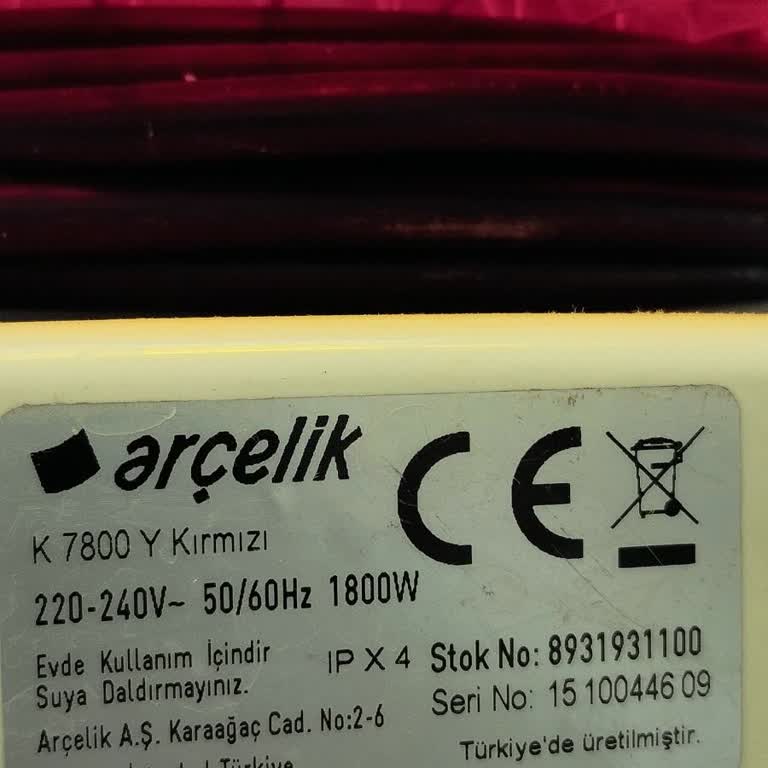 arçelik CE
K 7800 Y Kırmızı
220-240V~ 50/60Hz 1800W
Evde Kullanım İçindir
Suya Daldırmayınız.
IP X 4
Stok No: 8931931100
Seri No: 15 100446 09
Arçelik A.Ş. Karaağaç Cad. No:2-6
Türkiye
Türkiye'de üretilmiştir.